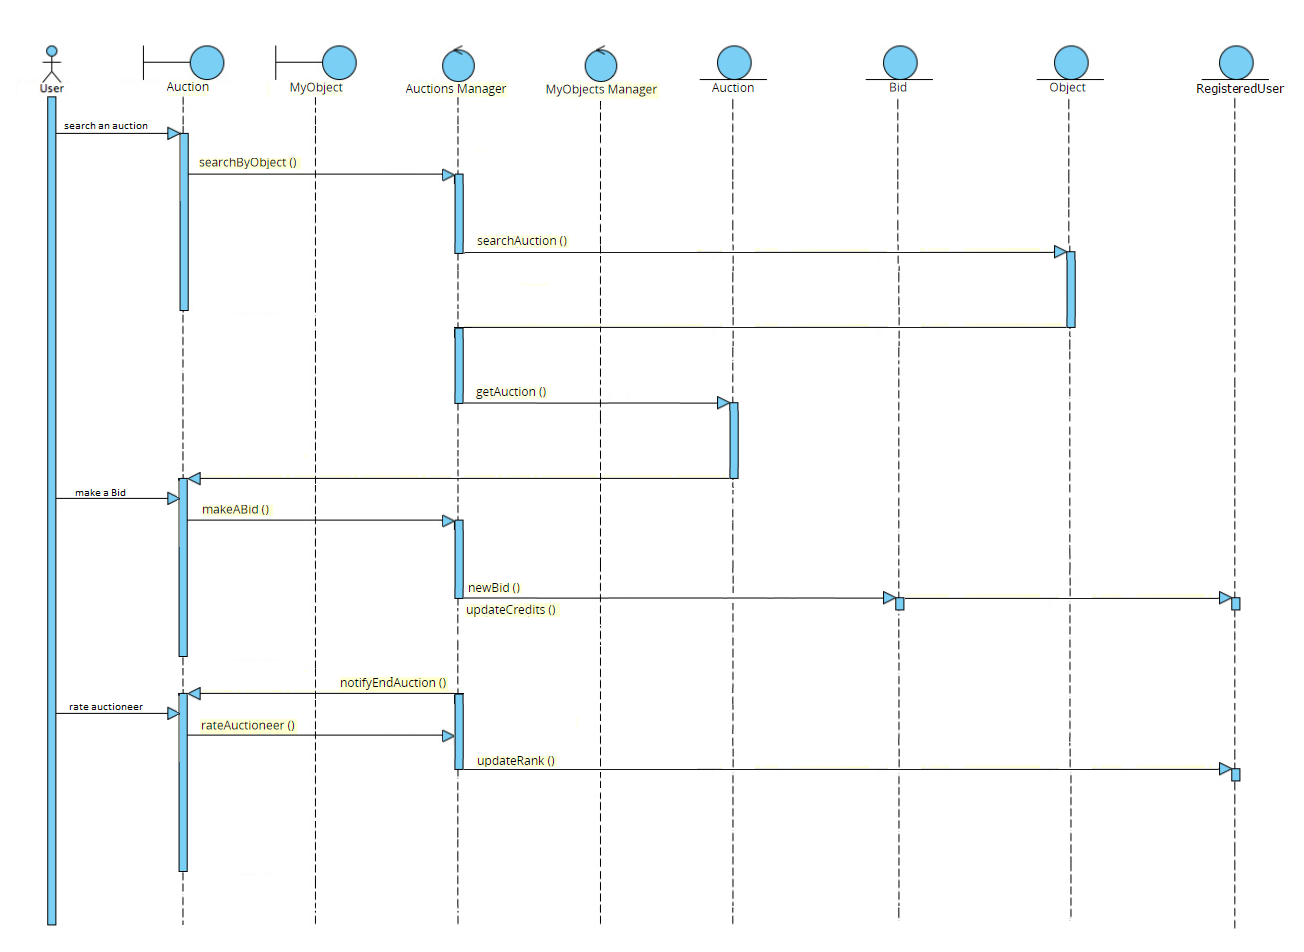 User
Auction
MyObject
Auctions Manager
MyObjects Manager
Auction
Bid
Object
RegisteredUser
search an auction
searchByObject ()
searchAuction ()
getAuction ()
make a Bid
makeABid ()
newBid ()
updateCredits ()
notifyEndAuction ()
rate auctioneer
rateAuctioneer ()
updateRank ()